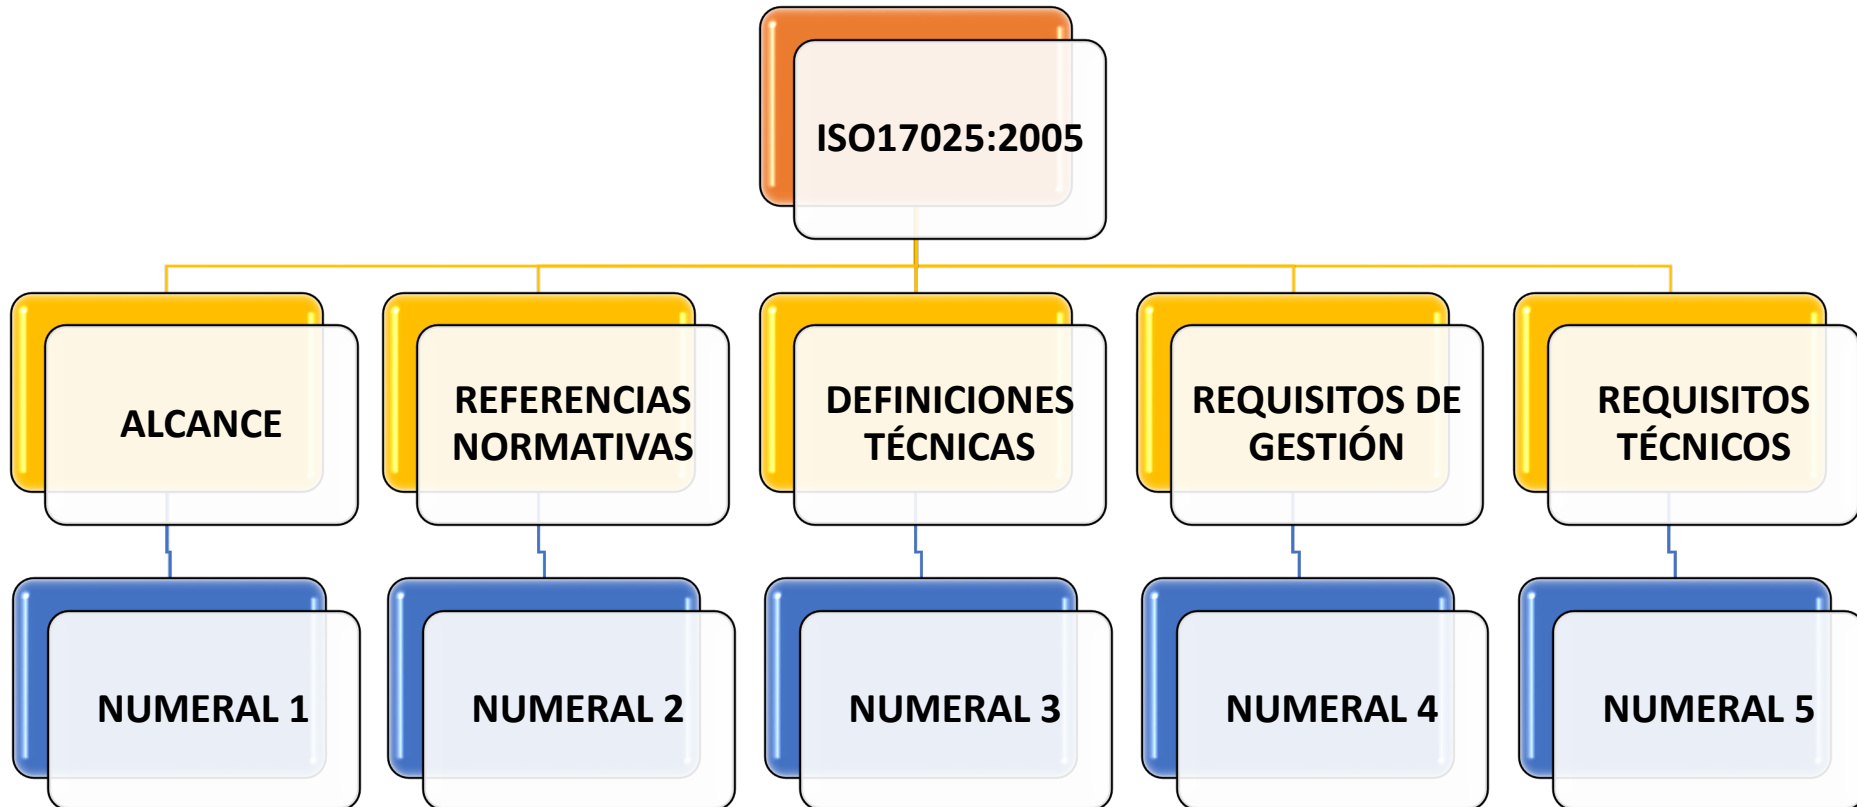 ISO17025:2005
ALCANCE
REFERENCIAS
NORMATIVAS
DEFINICIONES
TÉCNICAS
REQUISITOS DE
GESTIÓN
REQUISITOS
TÉCNICOS
NUMERAL 1
NUMERAL 2
NUMERAL 3
NUMERAL 4
NUMERAL 5